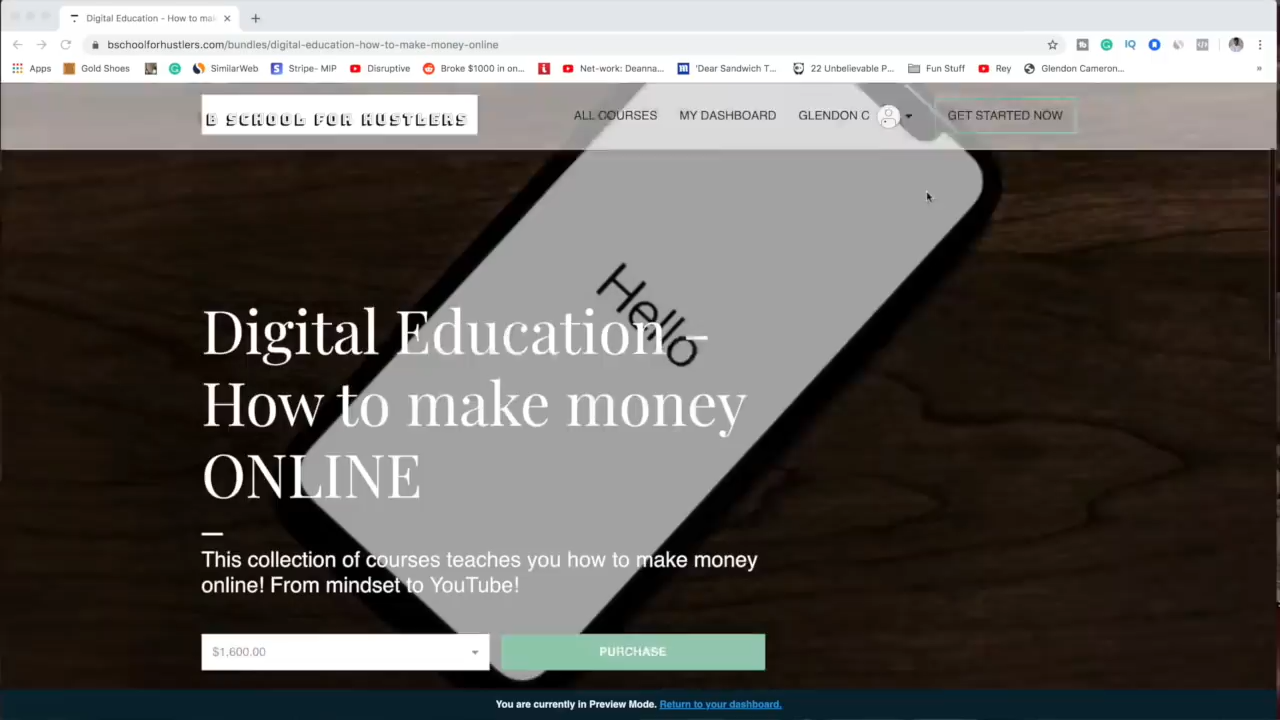 Digital Education - How to mak
bschoolforhustlers.com/bundles/digital-education-how-to-make-money-online
Apps Gold Shoes SimilarWeb Stripe- MIP Disruptive Broke $1000 in on... Net-work: Deanna... 'Dear Sandwich T... 22 Unbelievable P... Fun Stuff Rey Glendon Cameron... »
B SCHOOL FOR HUSTLERS
ALL COURSES MY DASHBOARD GLENDON C GET STARTED NOW
Hello
Digital Education -
How to make money
ONLINE
This collection of courses teaches you how to make money
online! From mindset to YouTube!
$1,600.00 PURCHASE
You are currently in Preview Mode. Return to your dashboard.